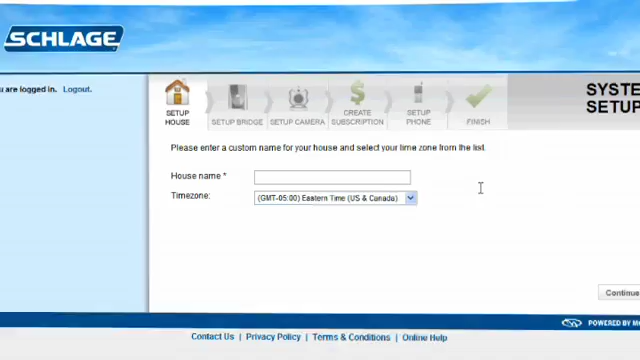 SCHLAGE
are logged in. Logout.
SETUP HOUSE
SETUP BRIDGE
SETUP CAMERA
CREATE SUBSCRIPTION
SETUP PHONE
FINISH
SYSTE
SETUP
Please enter a custom name for your house and select your time zone from the list.
House name *
Timezone: (GMT-05:00) Eastern Time (US & Canada)
Continue
POWERED BY
Contact Us | Privacy Policy | Terms & Conditions | Online Help